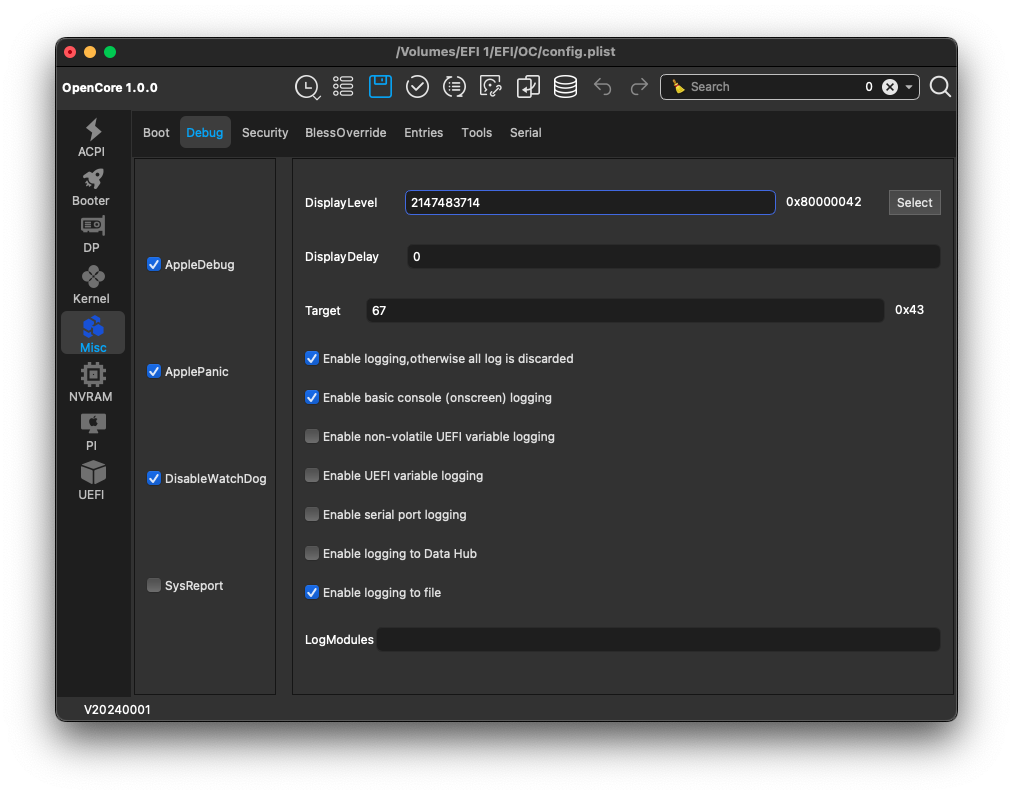 /Volumes/EFI 1/EFI/OC/config.plist
OpenCore 1.0.0
Search 0
ACPI
Booter
DP
Kernel
Misc
NVRAM
PI
UEFI
Boot Debug Security BlessOverride Entries Tools Serial
AppleDebug
ApplePanic
DisableWatchDog
SysReport
DisplayLevel 2147483714 0x80000042 Select
DisplayDelay 0
Target 67 0x43
Enable logging,otherwise all log is discarded
Enable basic console (onscreen) logging
Enable non-volatile UEFI variable logging
Enable UEFI variable logging
Enable serial port logging
Enable logging to Data Hub
Enable logging to file
LogModules
V20240001